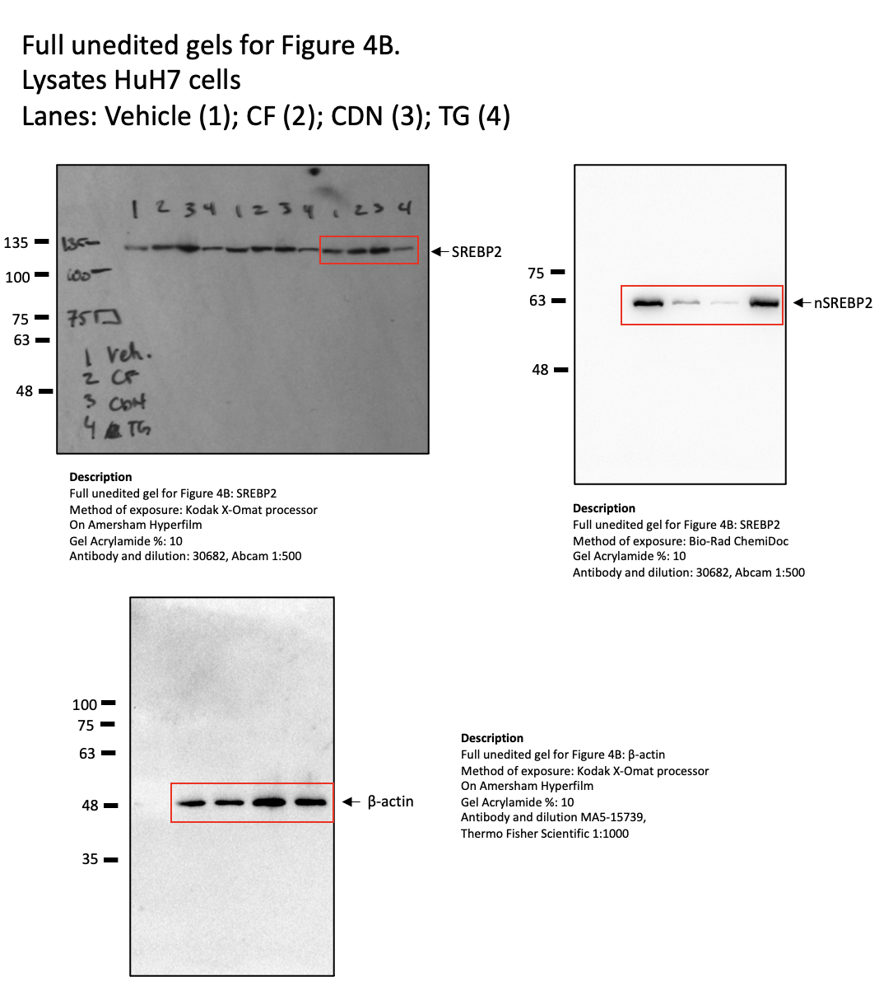 Full unedited gels for Figure 4B.
Lysates HuH7 cells
Lanes: Vehicle (1); CF (2); CDN (3); TG (4)
1 2 3 4 1 2 3 4 1 2 3 4
135
135
100
100
75
75
63
48
1 Veh.
2 CF
3 CDN
4 TG
SREBP2
Description
Full unedited gel for Figure 4B: SREBP2
Method of exposure: Kodak X-Omat processor
On Amersham Hyperfilm
Gel Acrylamide %: 10
Antibody and dilution: 30682, Abcam 1:500
75
63
48
nSREBP2
Description
Full unedited gel for Figure 4B: SREBP2
Method of exposure: Bio-Rad ChemiDoc
Gel Acrylamide %: 10
Antibody and dilution: 30682, Abcam 1:500
100
75
63
48
35
β-actin
Description
Full unedited gel for Figure 4B: β-actin
Method of exposure: Kodak X-Omat processor
On Amersham Hyperfilm
Gel Acrylamide %: 10
Antibody and dilution MA5-15739,
Thermo Fisher Scientific 1:1000